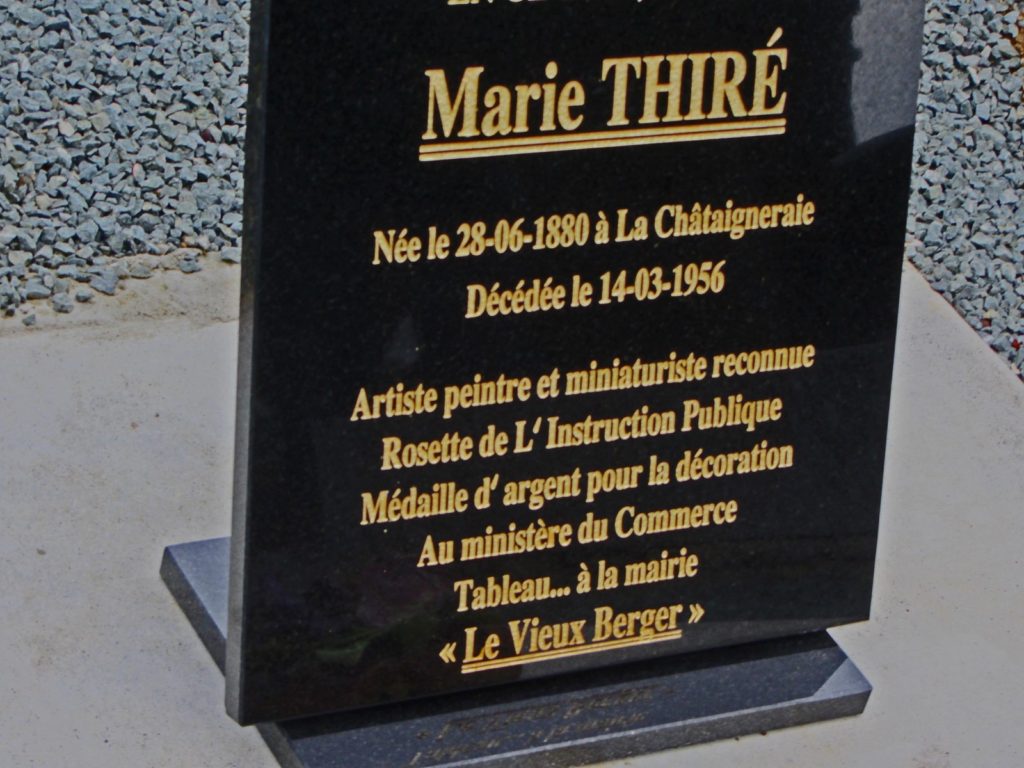 Marie THIRÉ
Née le 28-06-1880 à La Châtaigneraie
Décédée le 14-03-1956
Artiste peintre et miniaturiste reconnue
Rosette de L' Instruction Publique
Médaille d' argent pour la décoration
Au ministère du Commerce
Tableau... à la mairie
« Le Vieux Berger »